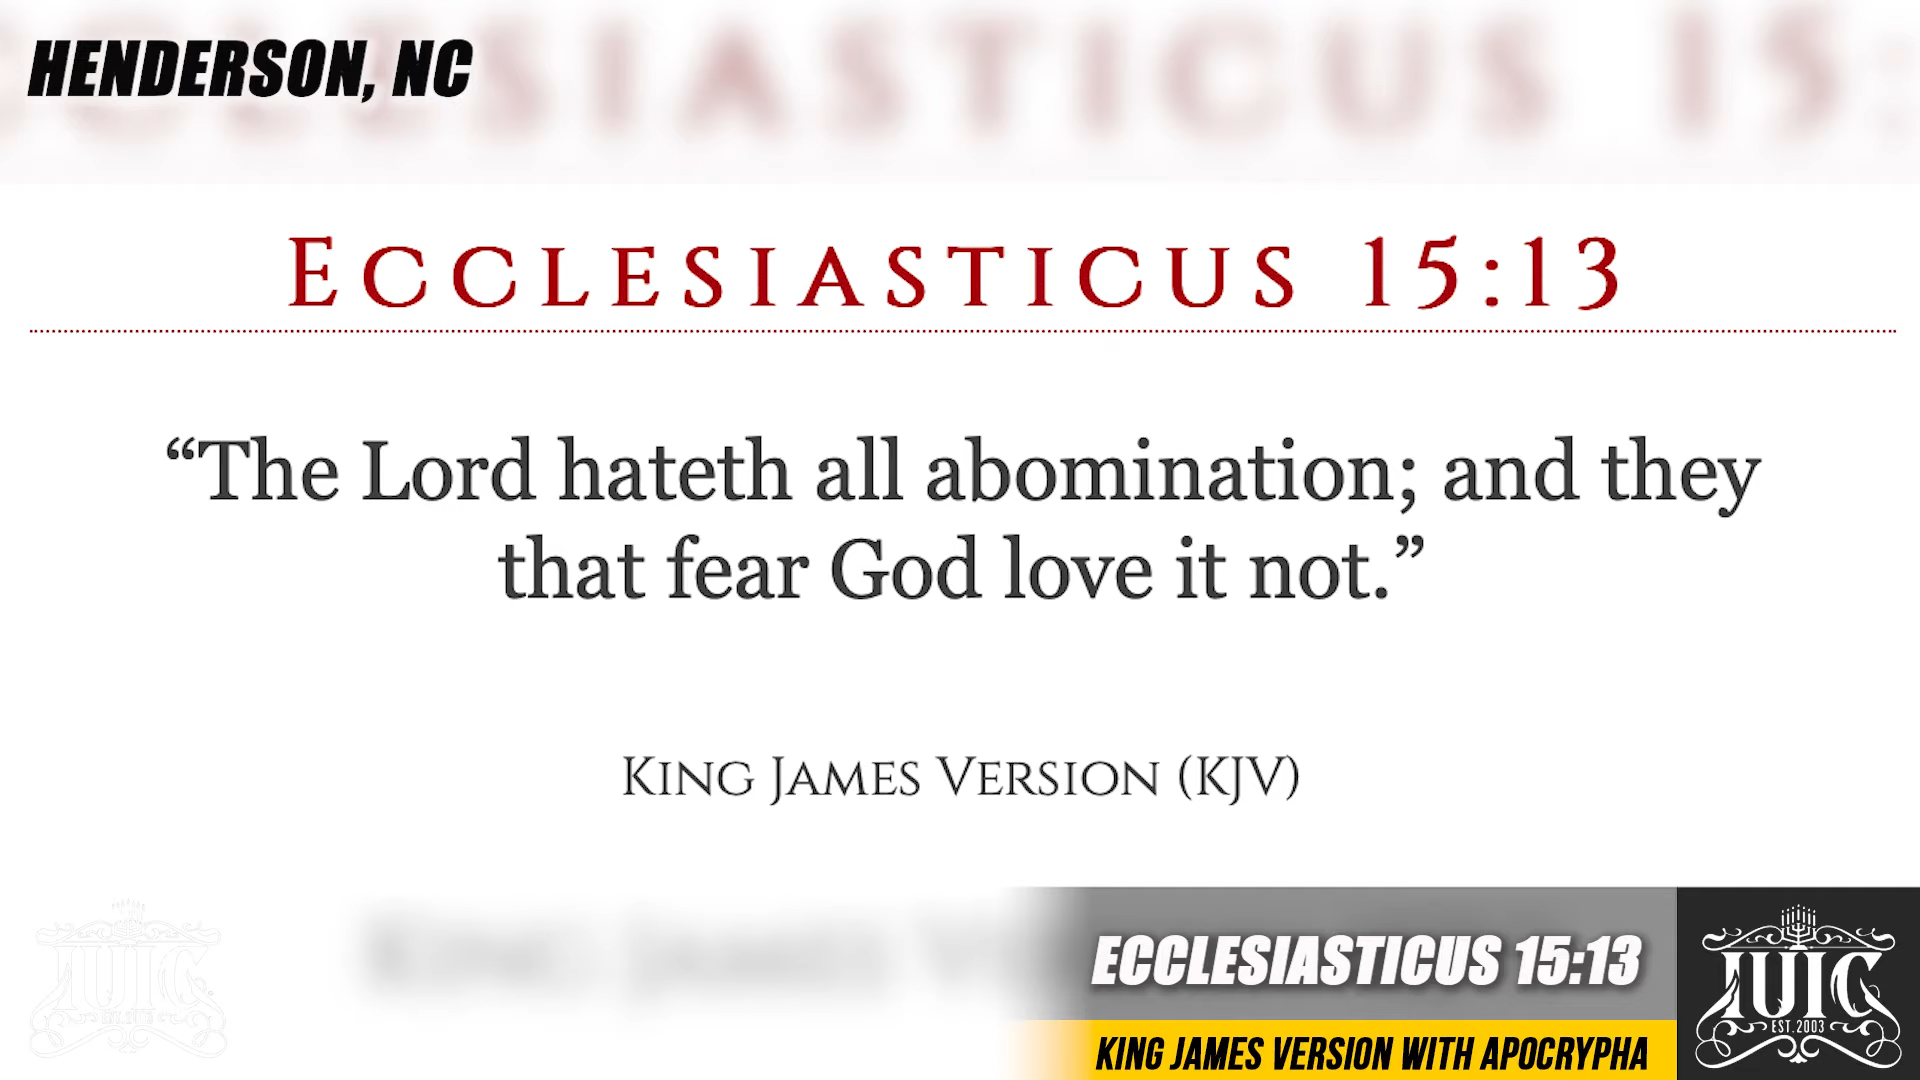 HENDERSON, NC
ECCLESIASTICUS 15:13
“The Lord hateth all abomination; and they
that fear God love it not.”
KING JAMES VERSION (KJV)
ECCLESIASTICUS 15:13
KING JAMES VERSION WITH APOCRYPHA
IUIC
EST. 2003
IUIC